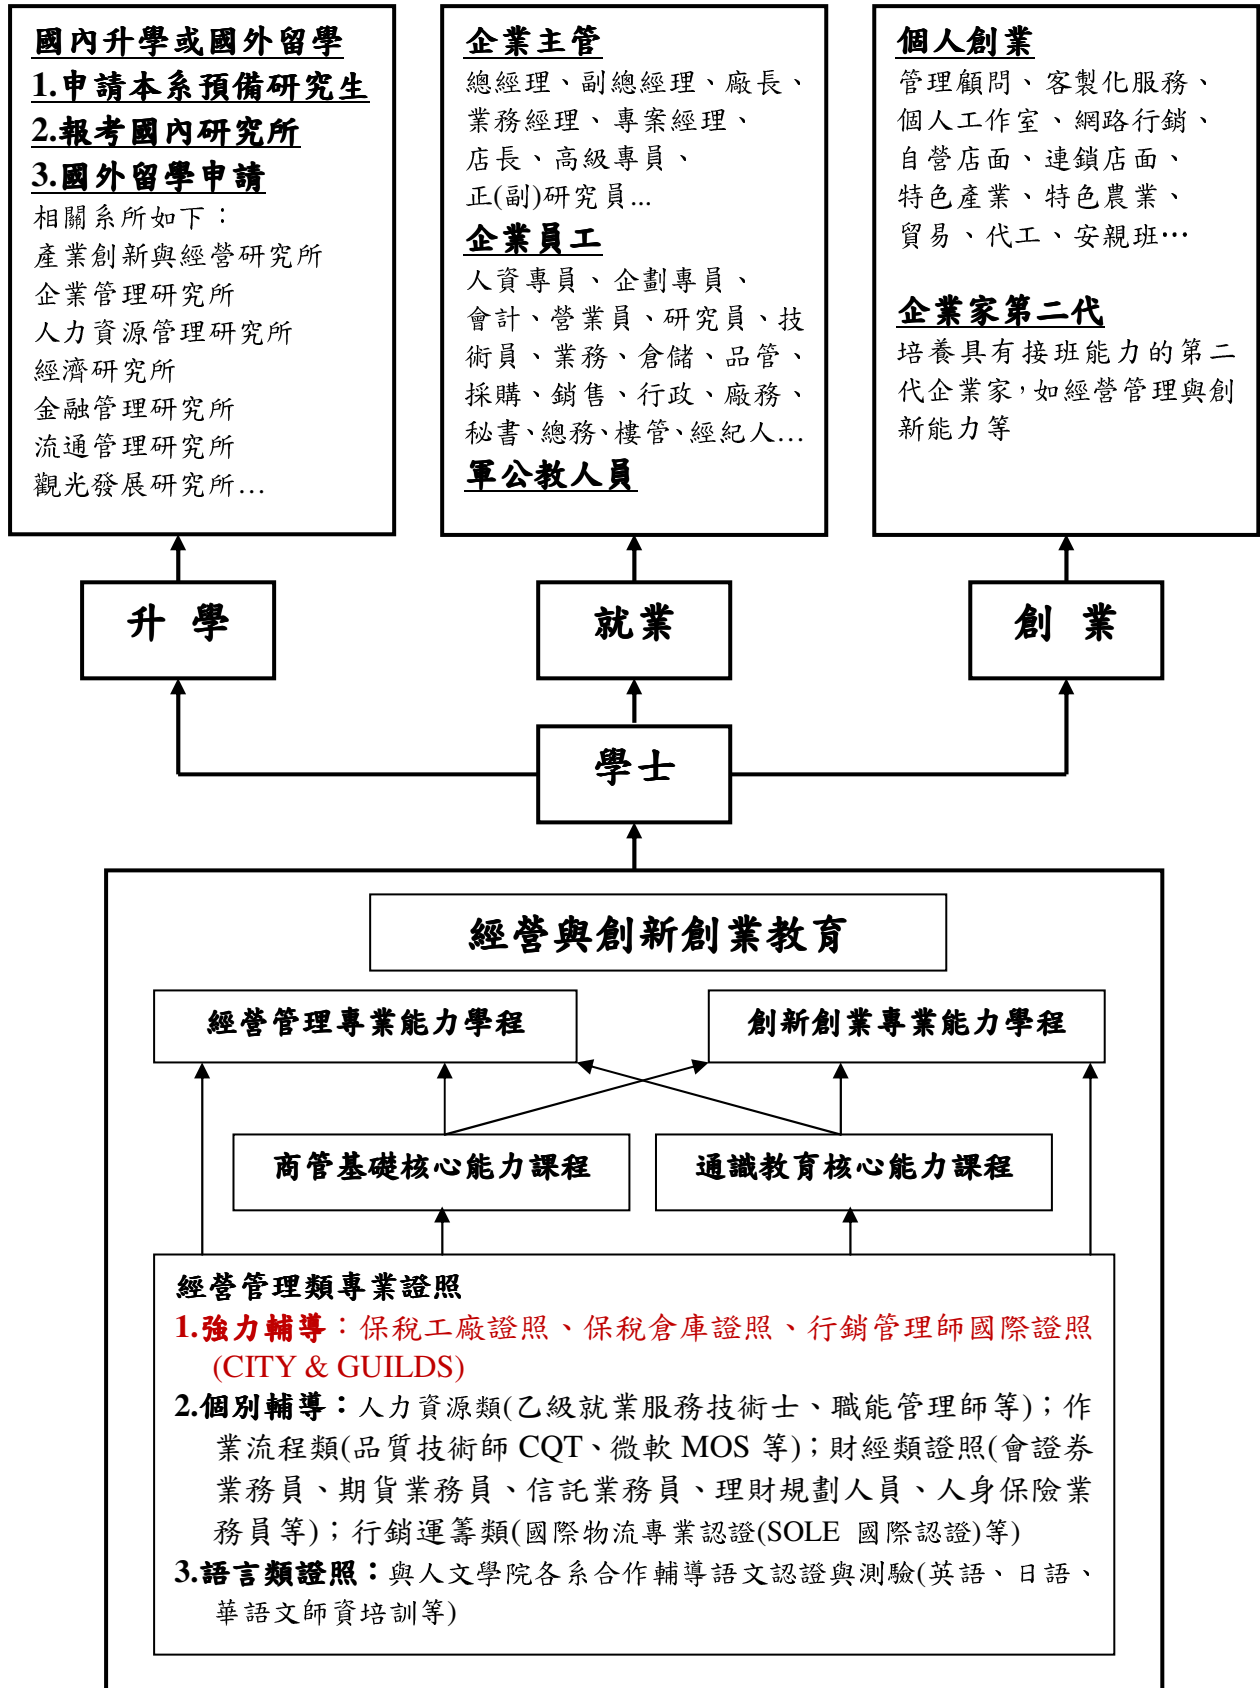 國內升學或國外留學
1.申請本系預備研究生
2.報考國內研究所
3.國外留學申請
相關系所如下：
產業創新與經營研究所
企業管理研究所
人力資源管理研究所
經濟研究所
金融管理研究所
流通管理研究所
觀光發展研究所…
企業主管
總經理、副總經理、廠長、
業務經理、專案經理、
店長、高級專員、
正(副)研究員...
企業員工
人資專員、企劃專員、
會計、營業員、研究員、技
術員、業務、倉儲、品管、
採購、銷售、行政、廠務、
秘書、總務、樓管、經紀人…
軍公教人員
個人創業
管理顧問、客製化服務、
個人工作室、網路行銷、
自營店面、連鎖店面、
特色產業、特色農業、
貿易、代工、安親班…
企業家第二代
培養具有接班能力的第二
代企業家，如經營管理與創
新能力等
升 學
就業
創 業
學士
經營與創新創業教育
經營管理專業能力學程
創新創業專業能力學程
商管基礎核心能力課程
通識教育核心能力課程
經營管理類專業證照
1.強力輔導：保稅工廠證照、保稅倉庫證照、行銷管理師國際證照
(CITY & GUILDS)
2.個別輔導：人力資源類(乙級就業服務技術士、職能管理師等)；作
業流程類(品質技術師 CQT、微軟 MOS 等)；財經類證照(會證券
業務員、期貨業務員、信託業務員、理財規劃人員、人身保險業
務員等)；行銷運籌類(國際物流專業認證(SOLE 國際認證)等)
3.語言類證照：與人文學院各系合作輔導語文認證與測驗(英語、日語、
華語文師資培訓等)